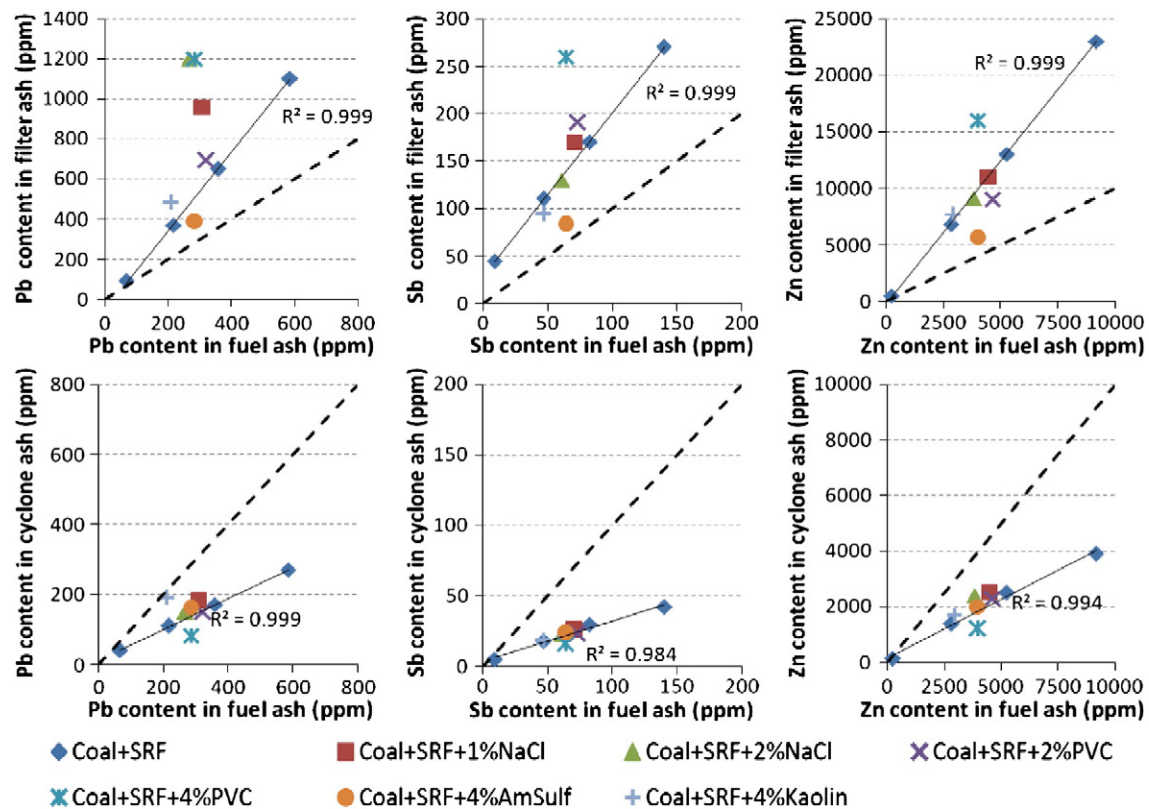 Pb content in filter ash (ppm)
1400
1200
1000
800
600
400
200
0
R² = 0.999
0 200 400 600 800
Pb content in fuel ash (ppm)
Sb content in filter ash (ppm)
300
250
200
150
100
50
0
R² = 0.999
0 50 100 150 200
Sb content in fuel ash (ppm)
Zn content in filter ash (ppm)
25000
20000
15000
10000
5000
0
R² = 0.999
0 2500 5000 7500 10000
Zn content in fuel ash (ppm)
Pb content in cyclone ash (ppm)
800
600
400
200
0
R² = 0.999
0 200 400 600 800
Pb content in fuel ash (ppm)
Sb content in cyclone ash (ppm)
200
150
100
50
0
R² = 0.984
0 50 100 150 200
Sb content in fuel ash (ppm)
Zn content in cyclone ash (ppm)
10000
8000
6000
4000
2000
0
R² = 0.994
0 2500 5000 7500 10000
Zn content in fuel ash (ppm)
Coal+SRF
Coal+SRF+1%NaCl
Coal+SRF+2%NaCl
Coal+SRF+2%PVC
Coal+SRF+4%PVC
Coal+SRF+4%AmSulf
Coal+SRF+4%Kaolin